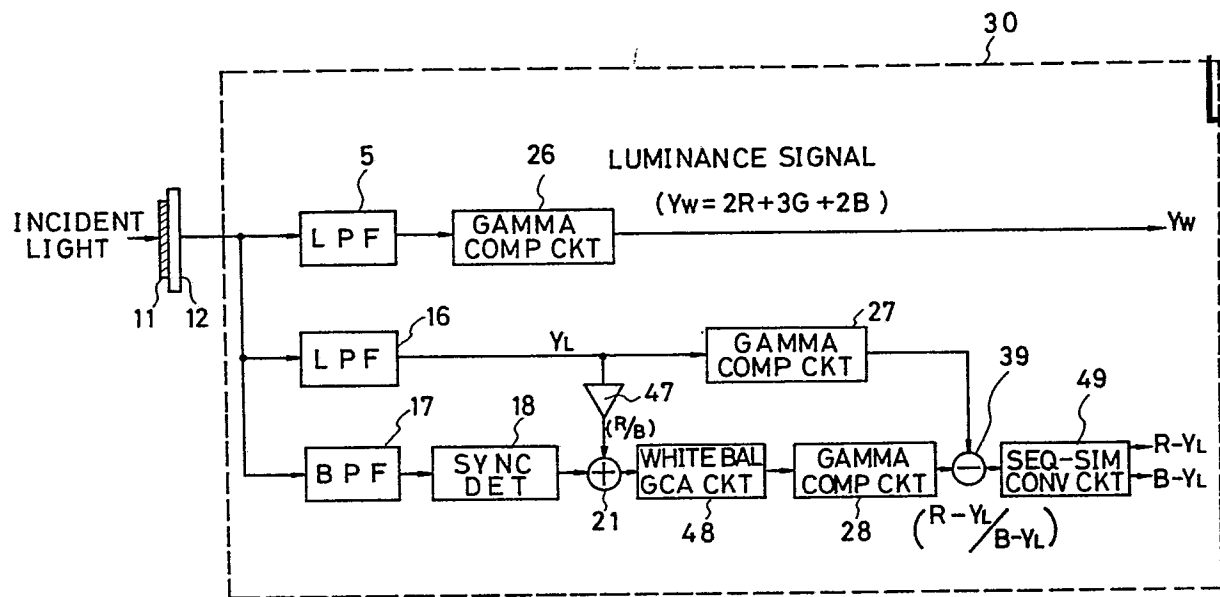 30
5
26
LUMINANCE SIGNAL
(YW = 2R+3G+2B)
INCIDENT
LIGHT
LPF
GAMMA
COMP CKT
YW
11
12
16
27
LPF
YL
GAMMA
COMP CKT
39
47
49
17
18
(R/B)
BPF
SYNC
DET
WHITE BAL
GCA CKT
GAMMA
COMP CKT
SEQ-SIM
CONV CKT
R-YL
B-YL
21
48
28
(R-YL/B-YL)